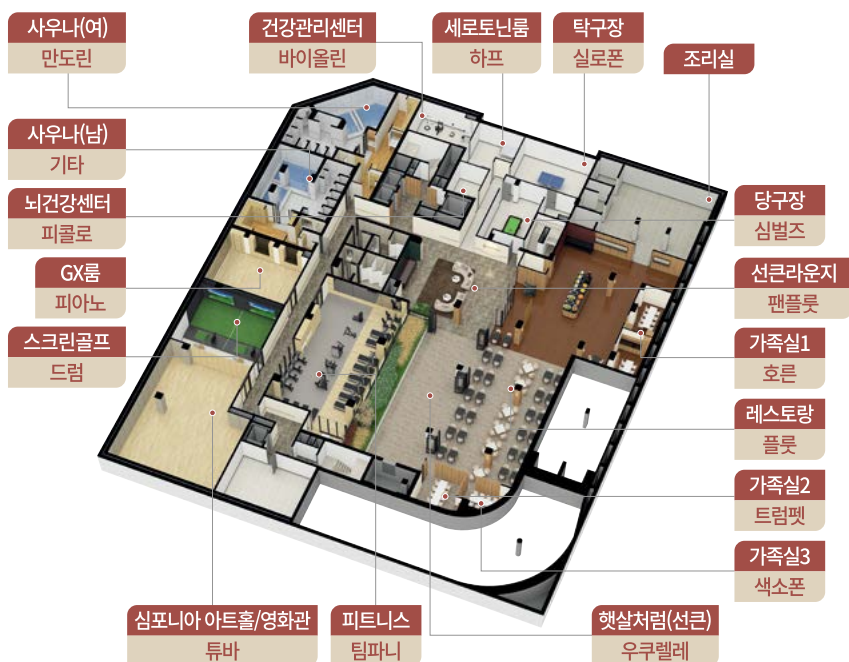 사우나(여)
만도린
건강관리센터
바이올린
세로토닌룸
하프
탁구장
실로폰
조리실
사우나(남)
기타
뇌건강센터
피콜로
당구장
심벌즈
GX룸
피아노
선큰라운지
팬플룻
스크린골프
드럼
가족실1
호른
레스토랑
플룻
가족실2
트럼펫
가족실3
색소폰
심포니아 아트홀/영화관
튜바
피트니스
팀파니
햇살처럼(선큰)
우쿠렐레